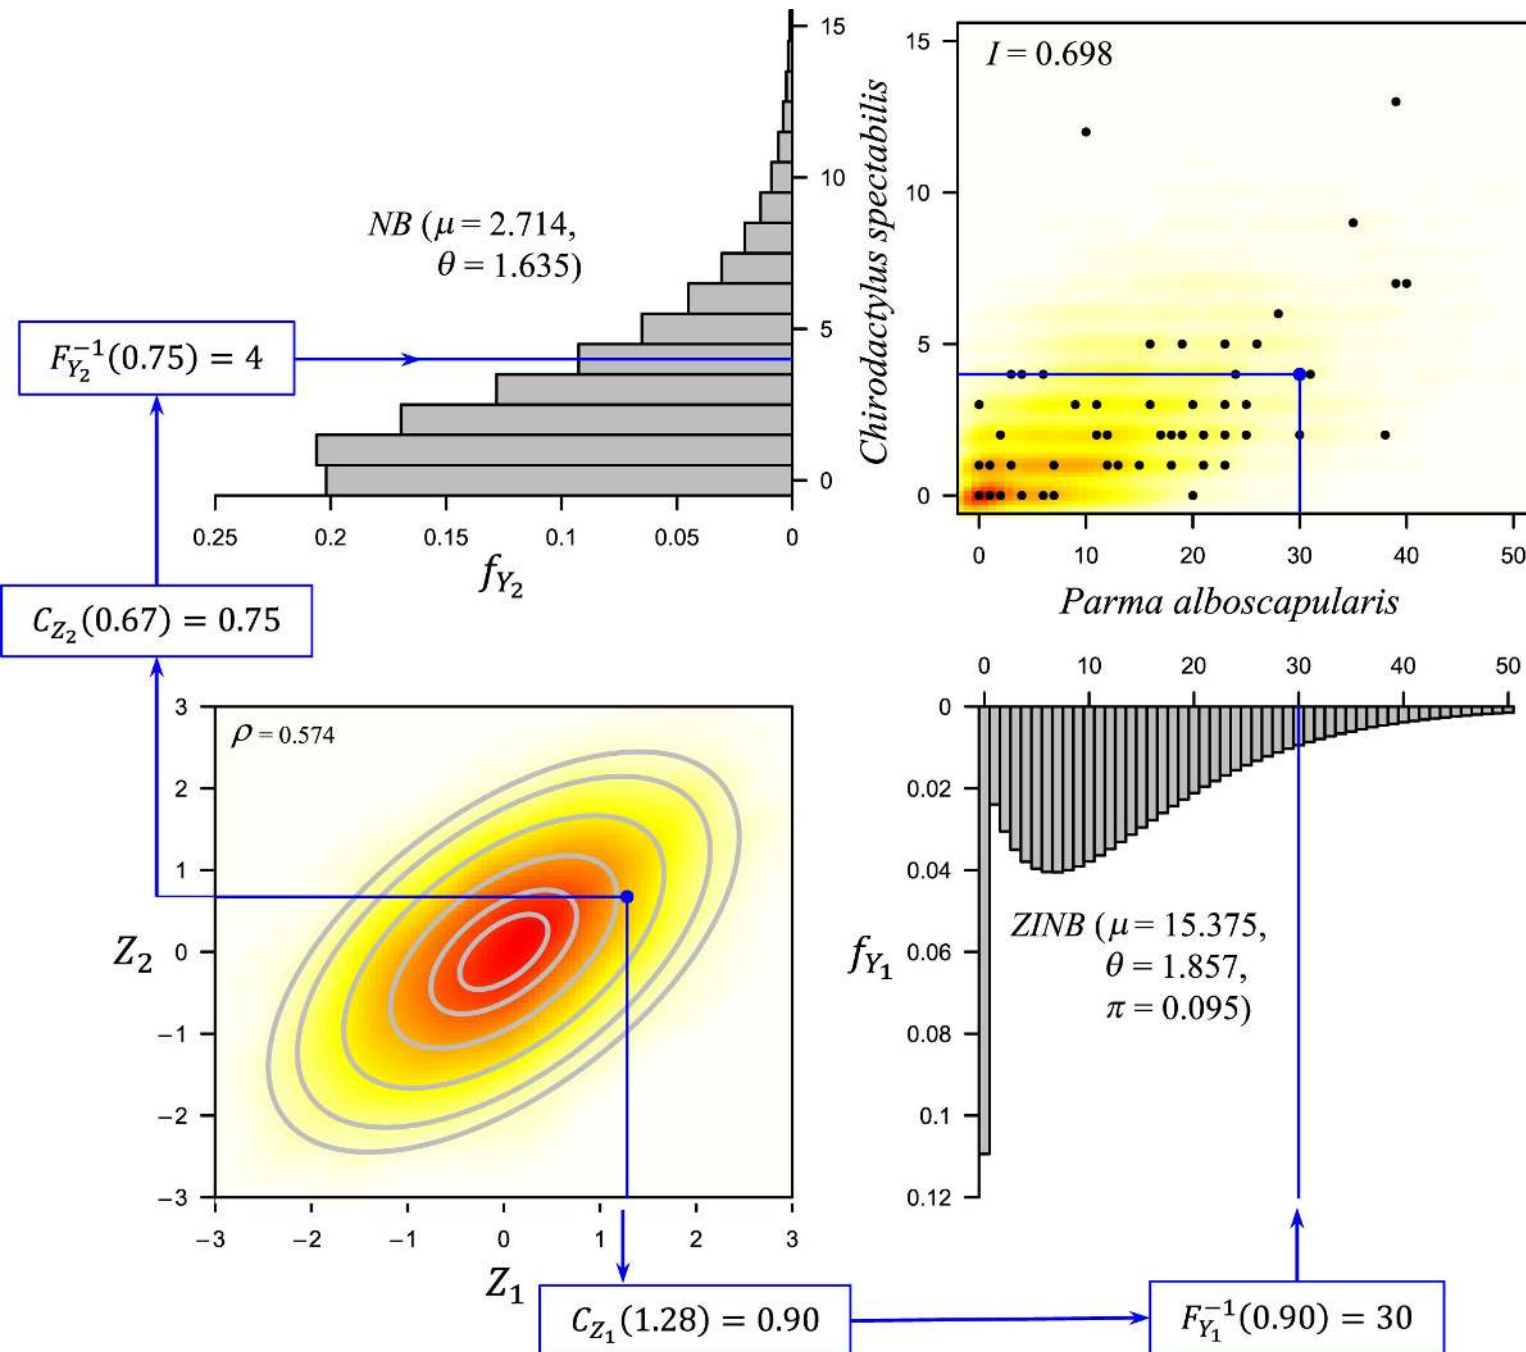 15
10
5
0
NB (μ = 2.714,
θ = 1.635)
F_{Y_2}^{-1}(0.75) = 4
0.25 0.2 0.15 0.1 0.05 0
f_{Y_2}
C_{Z_2}(0.67) = 0.75
I = 0.698
15
10
5
0
Chirodactylus spectabilis
0 10 20 30 40 50
Parma alboscapularis
ρ = 0.574
3
2
1
0
−1
−2
−3
Z_2
−3 −2 −1 0 1 2 3
Z_1
C_{Z_1}(1.28) = 0.90
0 10 20 30 40 50
0
0.02
0.04
0.06
0.08
0.1
0.12
f_{Y_1}
ZINB (μ = 15.375,
θ = 1.857,
π = 0.095)
F_{Y_1}^{-1}(0.90) = 30